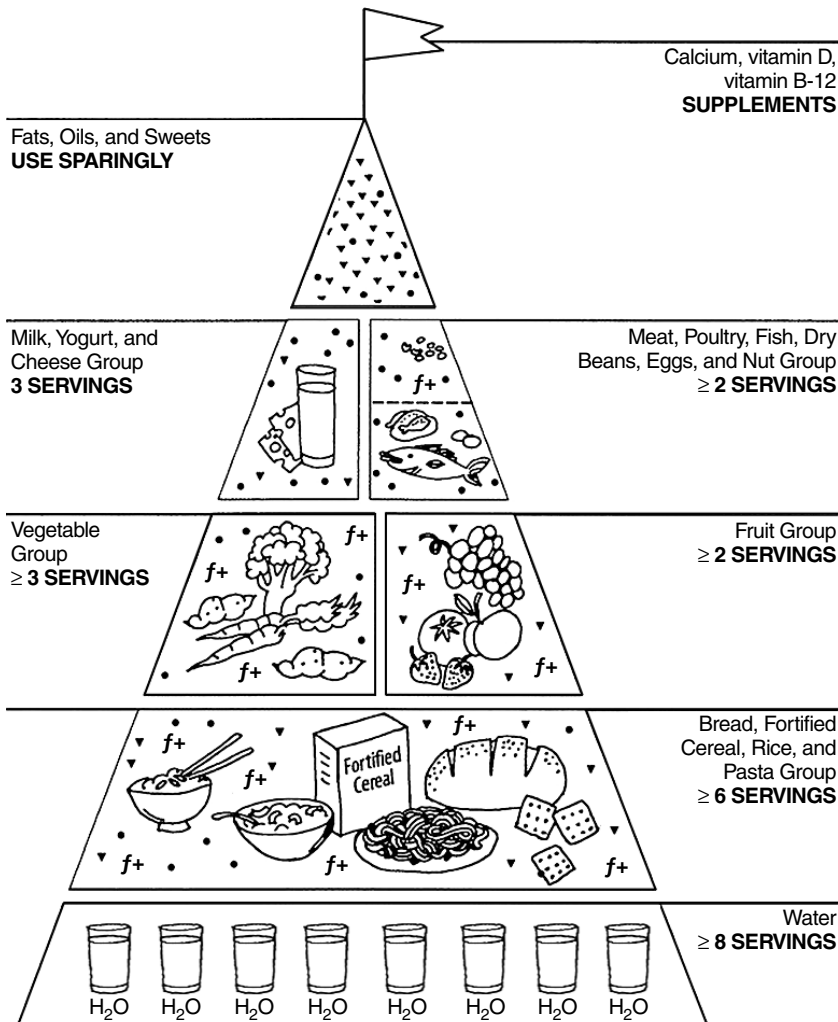 Calcium, vitamin D,
vitamin B-12
SUPPLEMENTS
Fats, Oils, and Sweets
USE SPARINGLY
Milk, Yogurt, and
Cheese Group
3 SERVINGS
Meat, Poultry, Fish, Dry
Beans, Eggs, and Nut Group
≥ 2 SERVINGS
f+
Vegetable
Group
≥ 3 SERVINGS
f+
f+
f+
Fruit Group
≥ 2 SERVINGS
f+
f+
Bread, Fortified
Cereal, Rice, and
Pasta Group
≥ 6 SERVINGS
f+
f+
f+
Fortified
Cereal
f+
f+
f+
Water
≥ 8 SERVINGS
H₂O H₂O H₂O H₂O H₂O H₂O H₂O H₂O